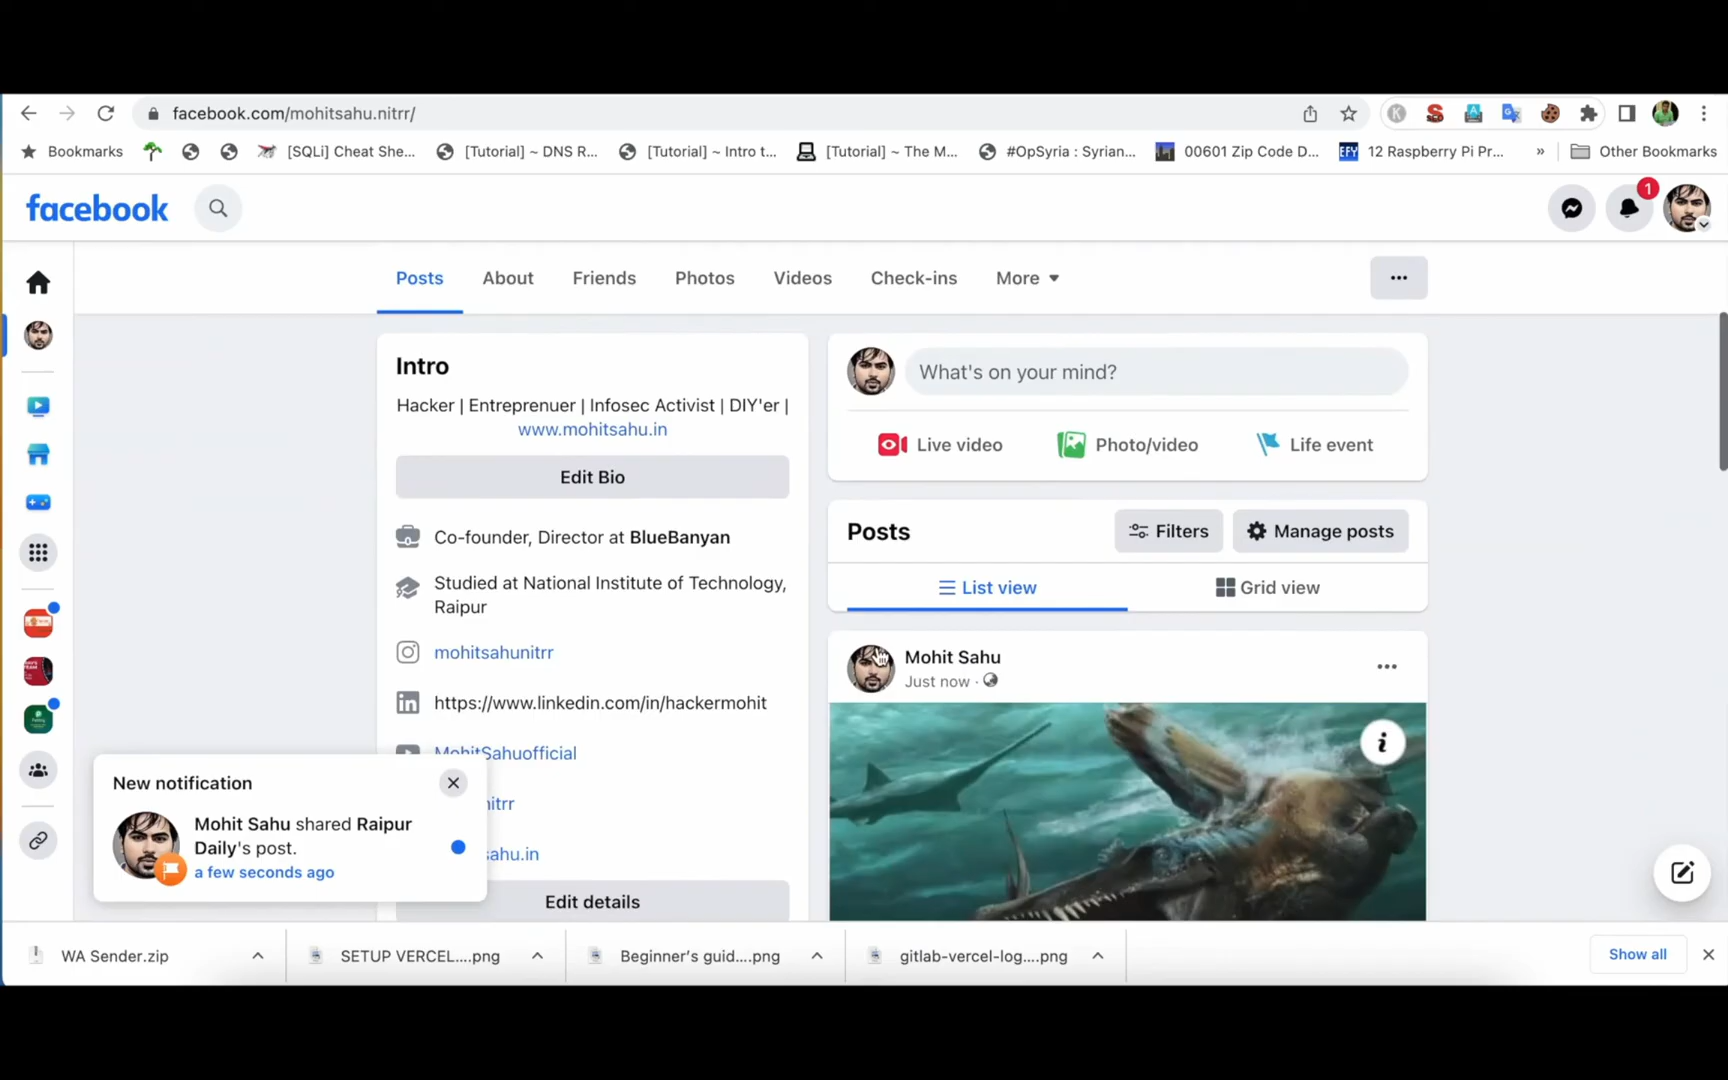 facebook.com/mohitsahu.nitrr/
Bookmarks
[SQLi] Cheat She...
[Tutorial] ~ DNS R...
[Tutorial] ~ Intro t...
[Tutorial] ~ The M...
#OpSyria : Syrian...
00601 Zip Code D...
EFY
12 Raspberry Pi Pr...
»
Other Bookmarks
facebook
1
Posts
About
Friends
Photos
Videos
Check-ins
More
Intro
Hacker | Entreprenuer | Infosec Activist | DIY'er |
www.mohitsahu.in
Edit Bio
Co-founder, Director at BlueBanyan
Studied at National Institute of Technology,
Raipur
mohitsahunitrr
https://www.linkedin.com/in/hackermohit
MohitSahuofficial
nitrr
sahu.in
Edit details
What's on your mind?
Live video
Photo/video
Life event
Posts
Filters
Manage posts
List view
Grid view
Mohit Sahu
Just now ·
i
New notification
Mohit Sahu shared Raipur
Daily's post.
a few seconds ago
WA Sender.zip
SETUP VERCEL....png
Beginner's guid....png
gitlab-vercel-log....png
Show all